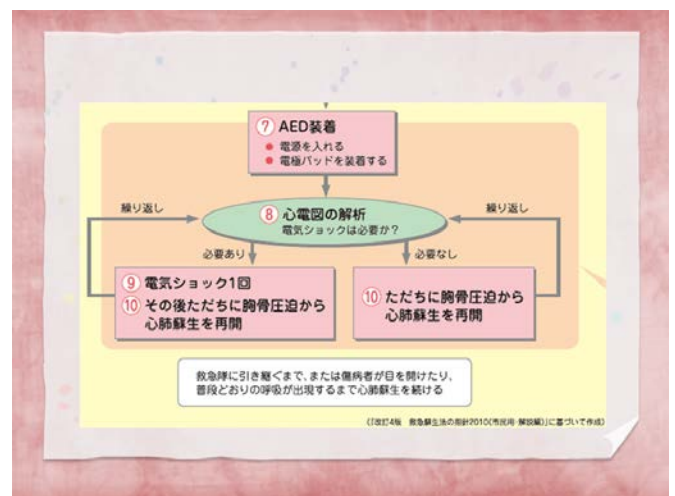 ⑦ AED装着
● 電源を入れる
● 電極パッドを装着する
繰り返し
⑧ 心電図の解析
電気ショックは必要か?
繰り返し
必要あり
必要なし
⑨ 電気ショック1回
⑩ その後ただちに胸骨圧迫から
心肺蘇生を再開
⑩ ただちに胸骨圧迫から
心肺蘇生を再開
救急隊に引き継ぐまで、または傷病者が目を開けたり、
普段どおりの呼吸が出現するまで心肺蘇生を続ける
(「改訂4版 救急蘇生法の指針2010(市民用・解説編)」に基づいて作成)